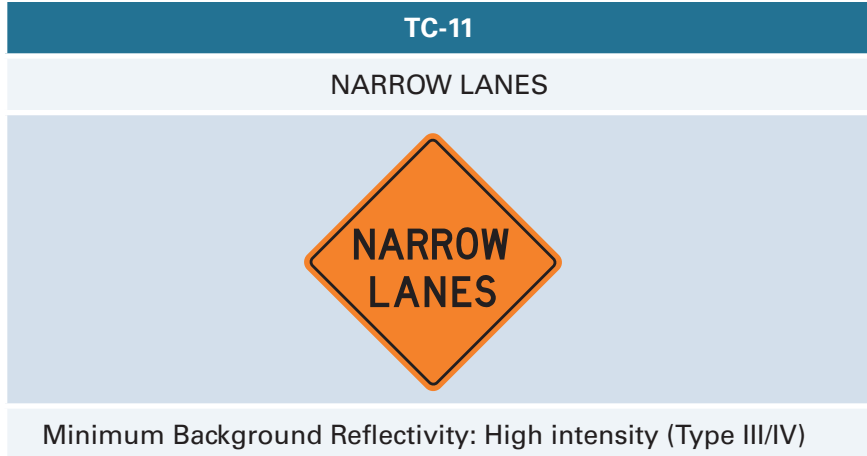 TC-11
NARROW LANES
NARROW
LANES
Minimum Background Reflectivity: High intensity (Type III/IV)